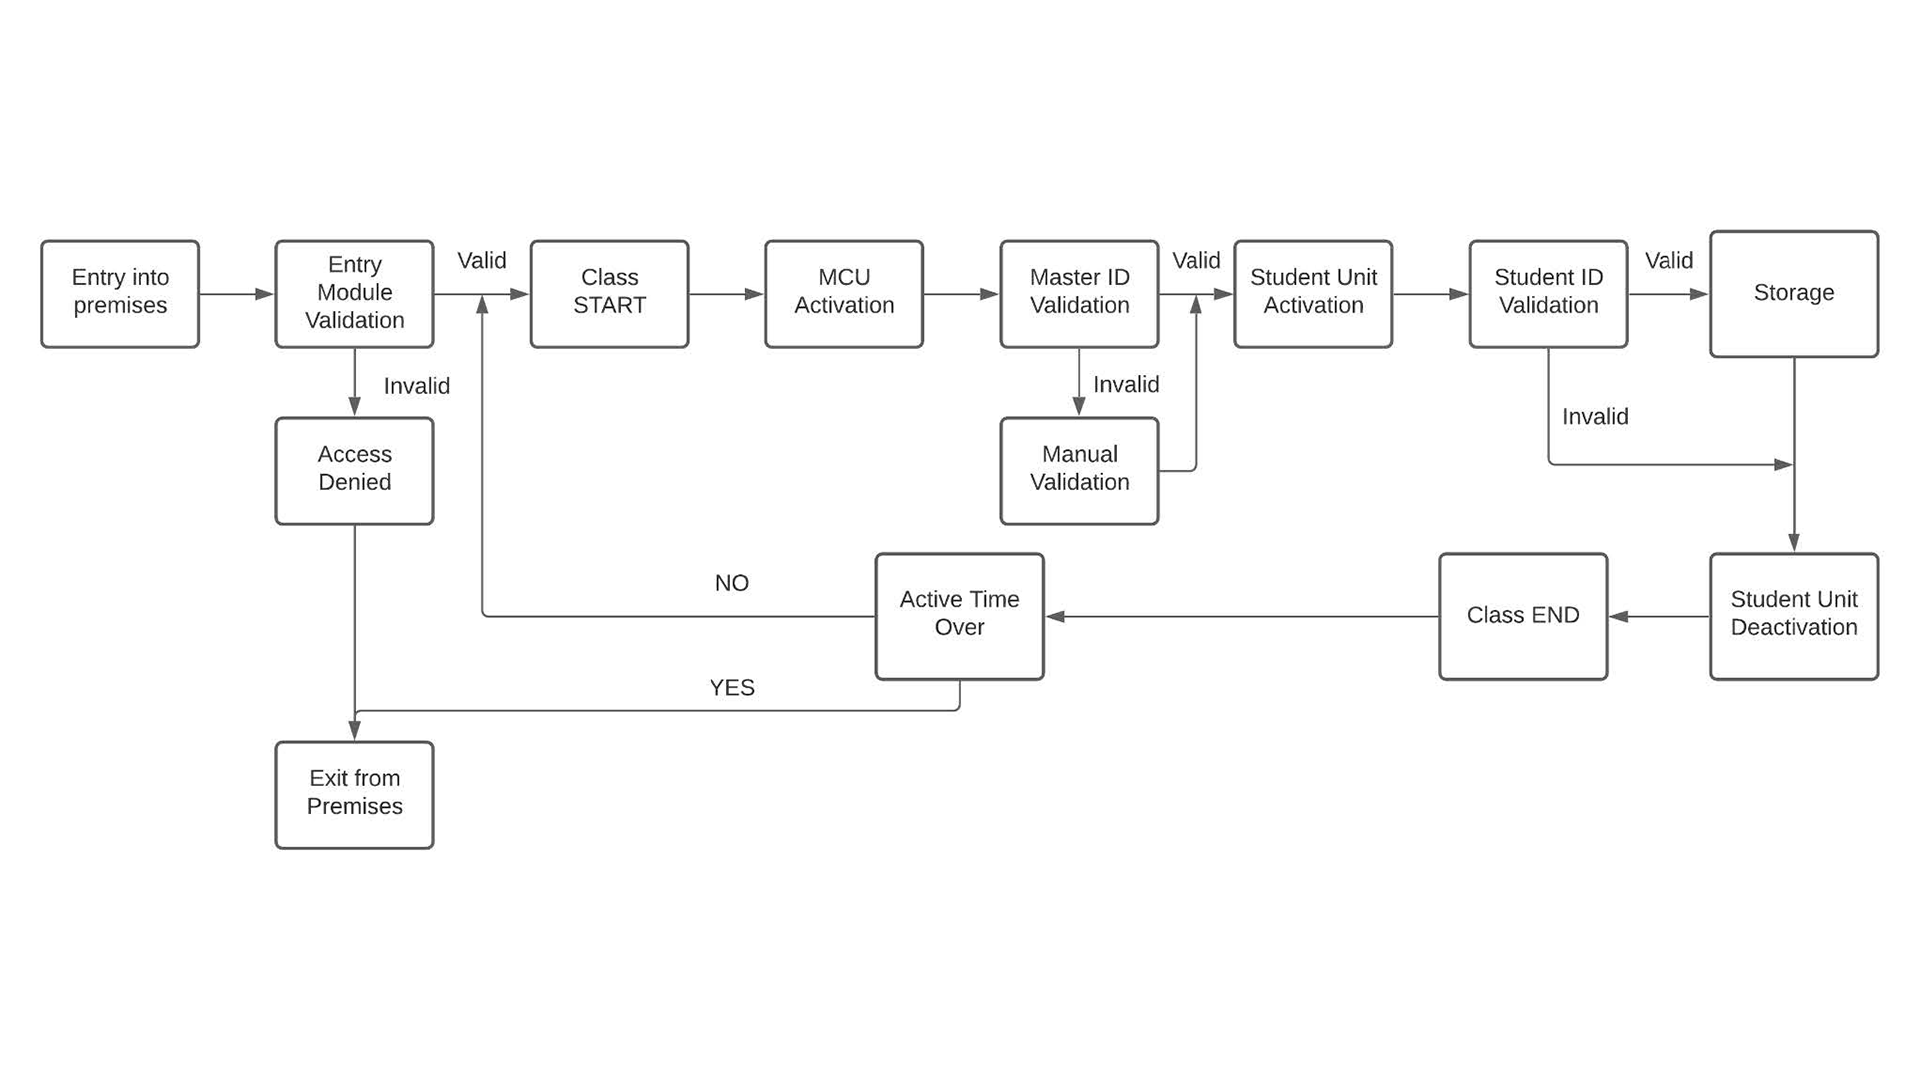 Entry into
premises
Entry
Module
Validation
Valid
Class
START
MCU
Activation
Master ID
Validation
Valid
Student Unit
Activation
Student ID
Validation
Valid
Storage
Invalid
Access
Denied
Invalid
Manual
Validation
Invalid
NO
Active Time
Over
Class END
Student Unit
Deactivation
YES
Exit from
Premises